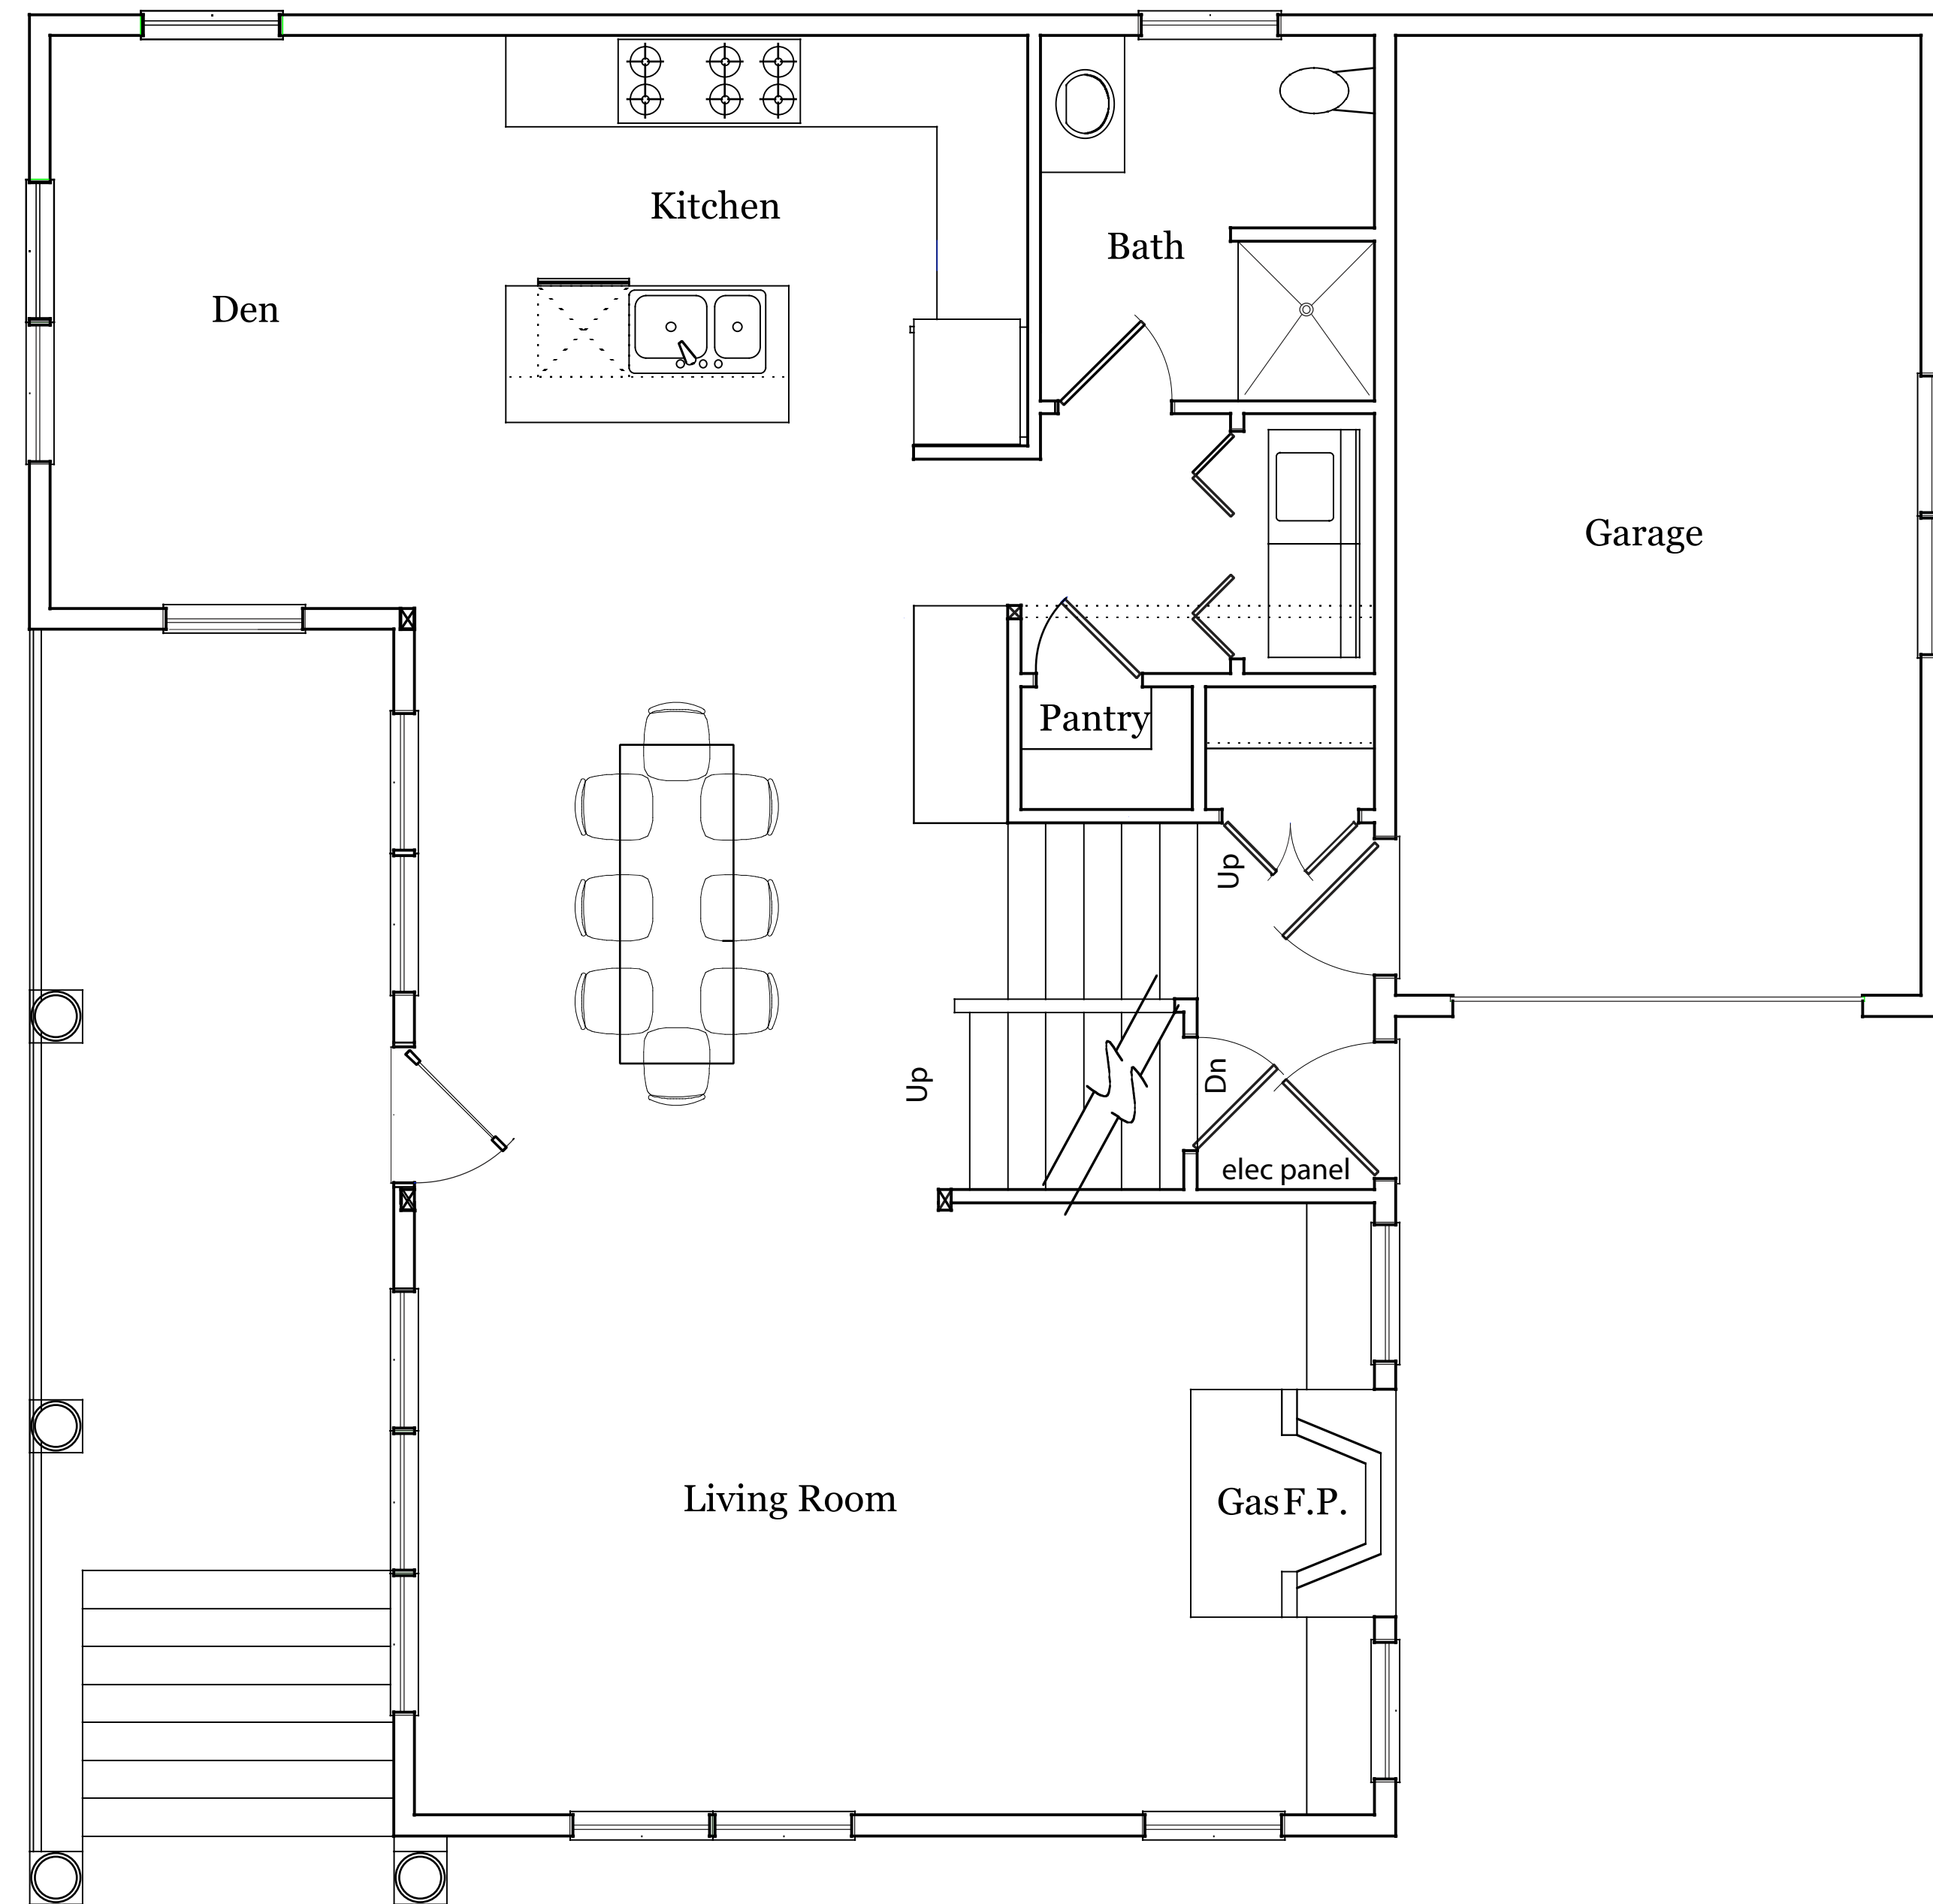 Kitchen
Bath
Den
Garage
Pantry
Up
Up
Dn
elec panel
Living Room
Gas F.P.